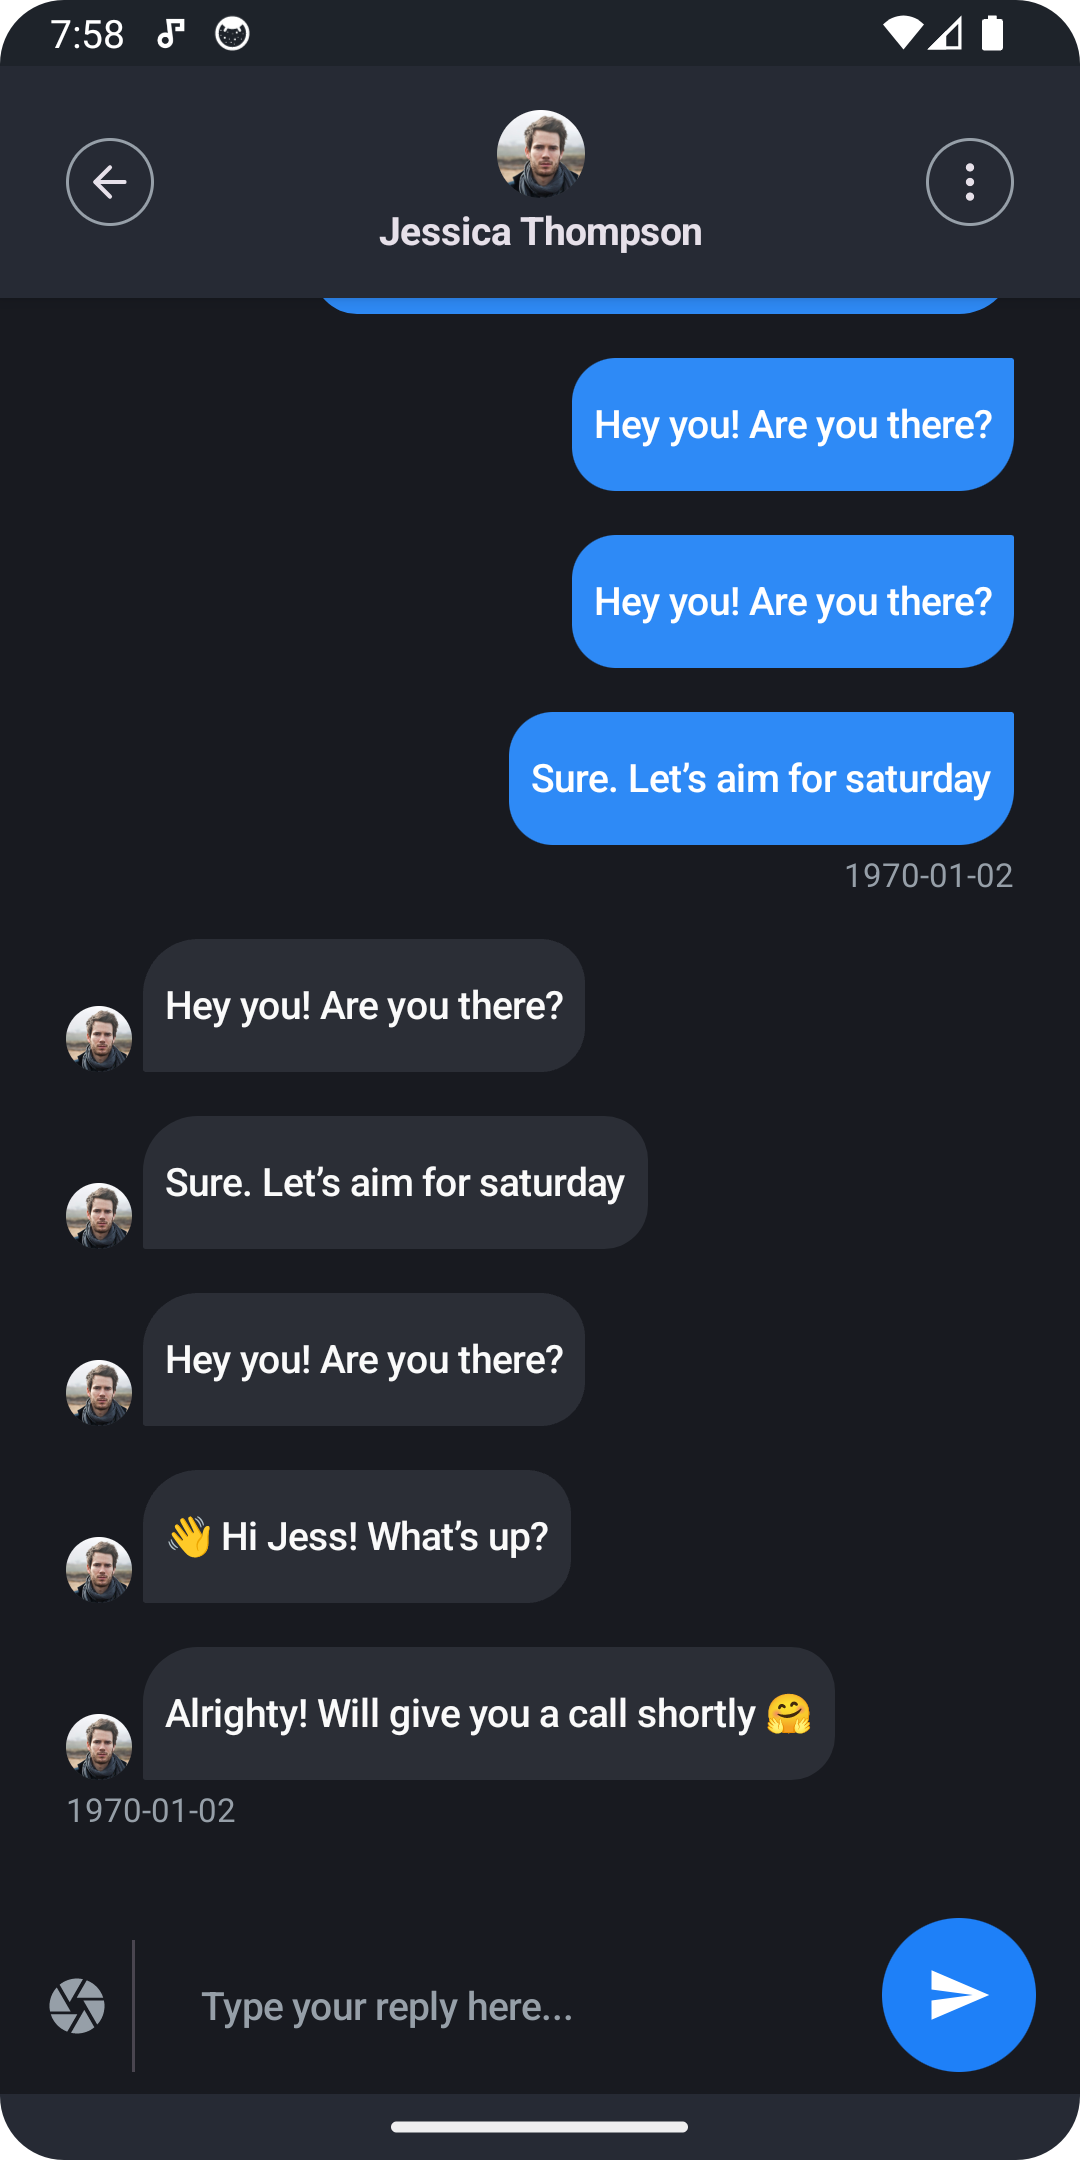 7:58
Jessica Thompson
Hey you! Are you there?
Hey you! Are you there?
Sure. Let’s aim for saturday
1970-01-02
Hey you! Are you there?
Sure. Let’s aim for saturday
Hey you! Are you there?
👋 Hi Jess! What’s up?
Alrighty! Will give you a call shortly 🤗
1970-01-02
Type your reply here...